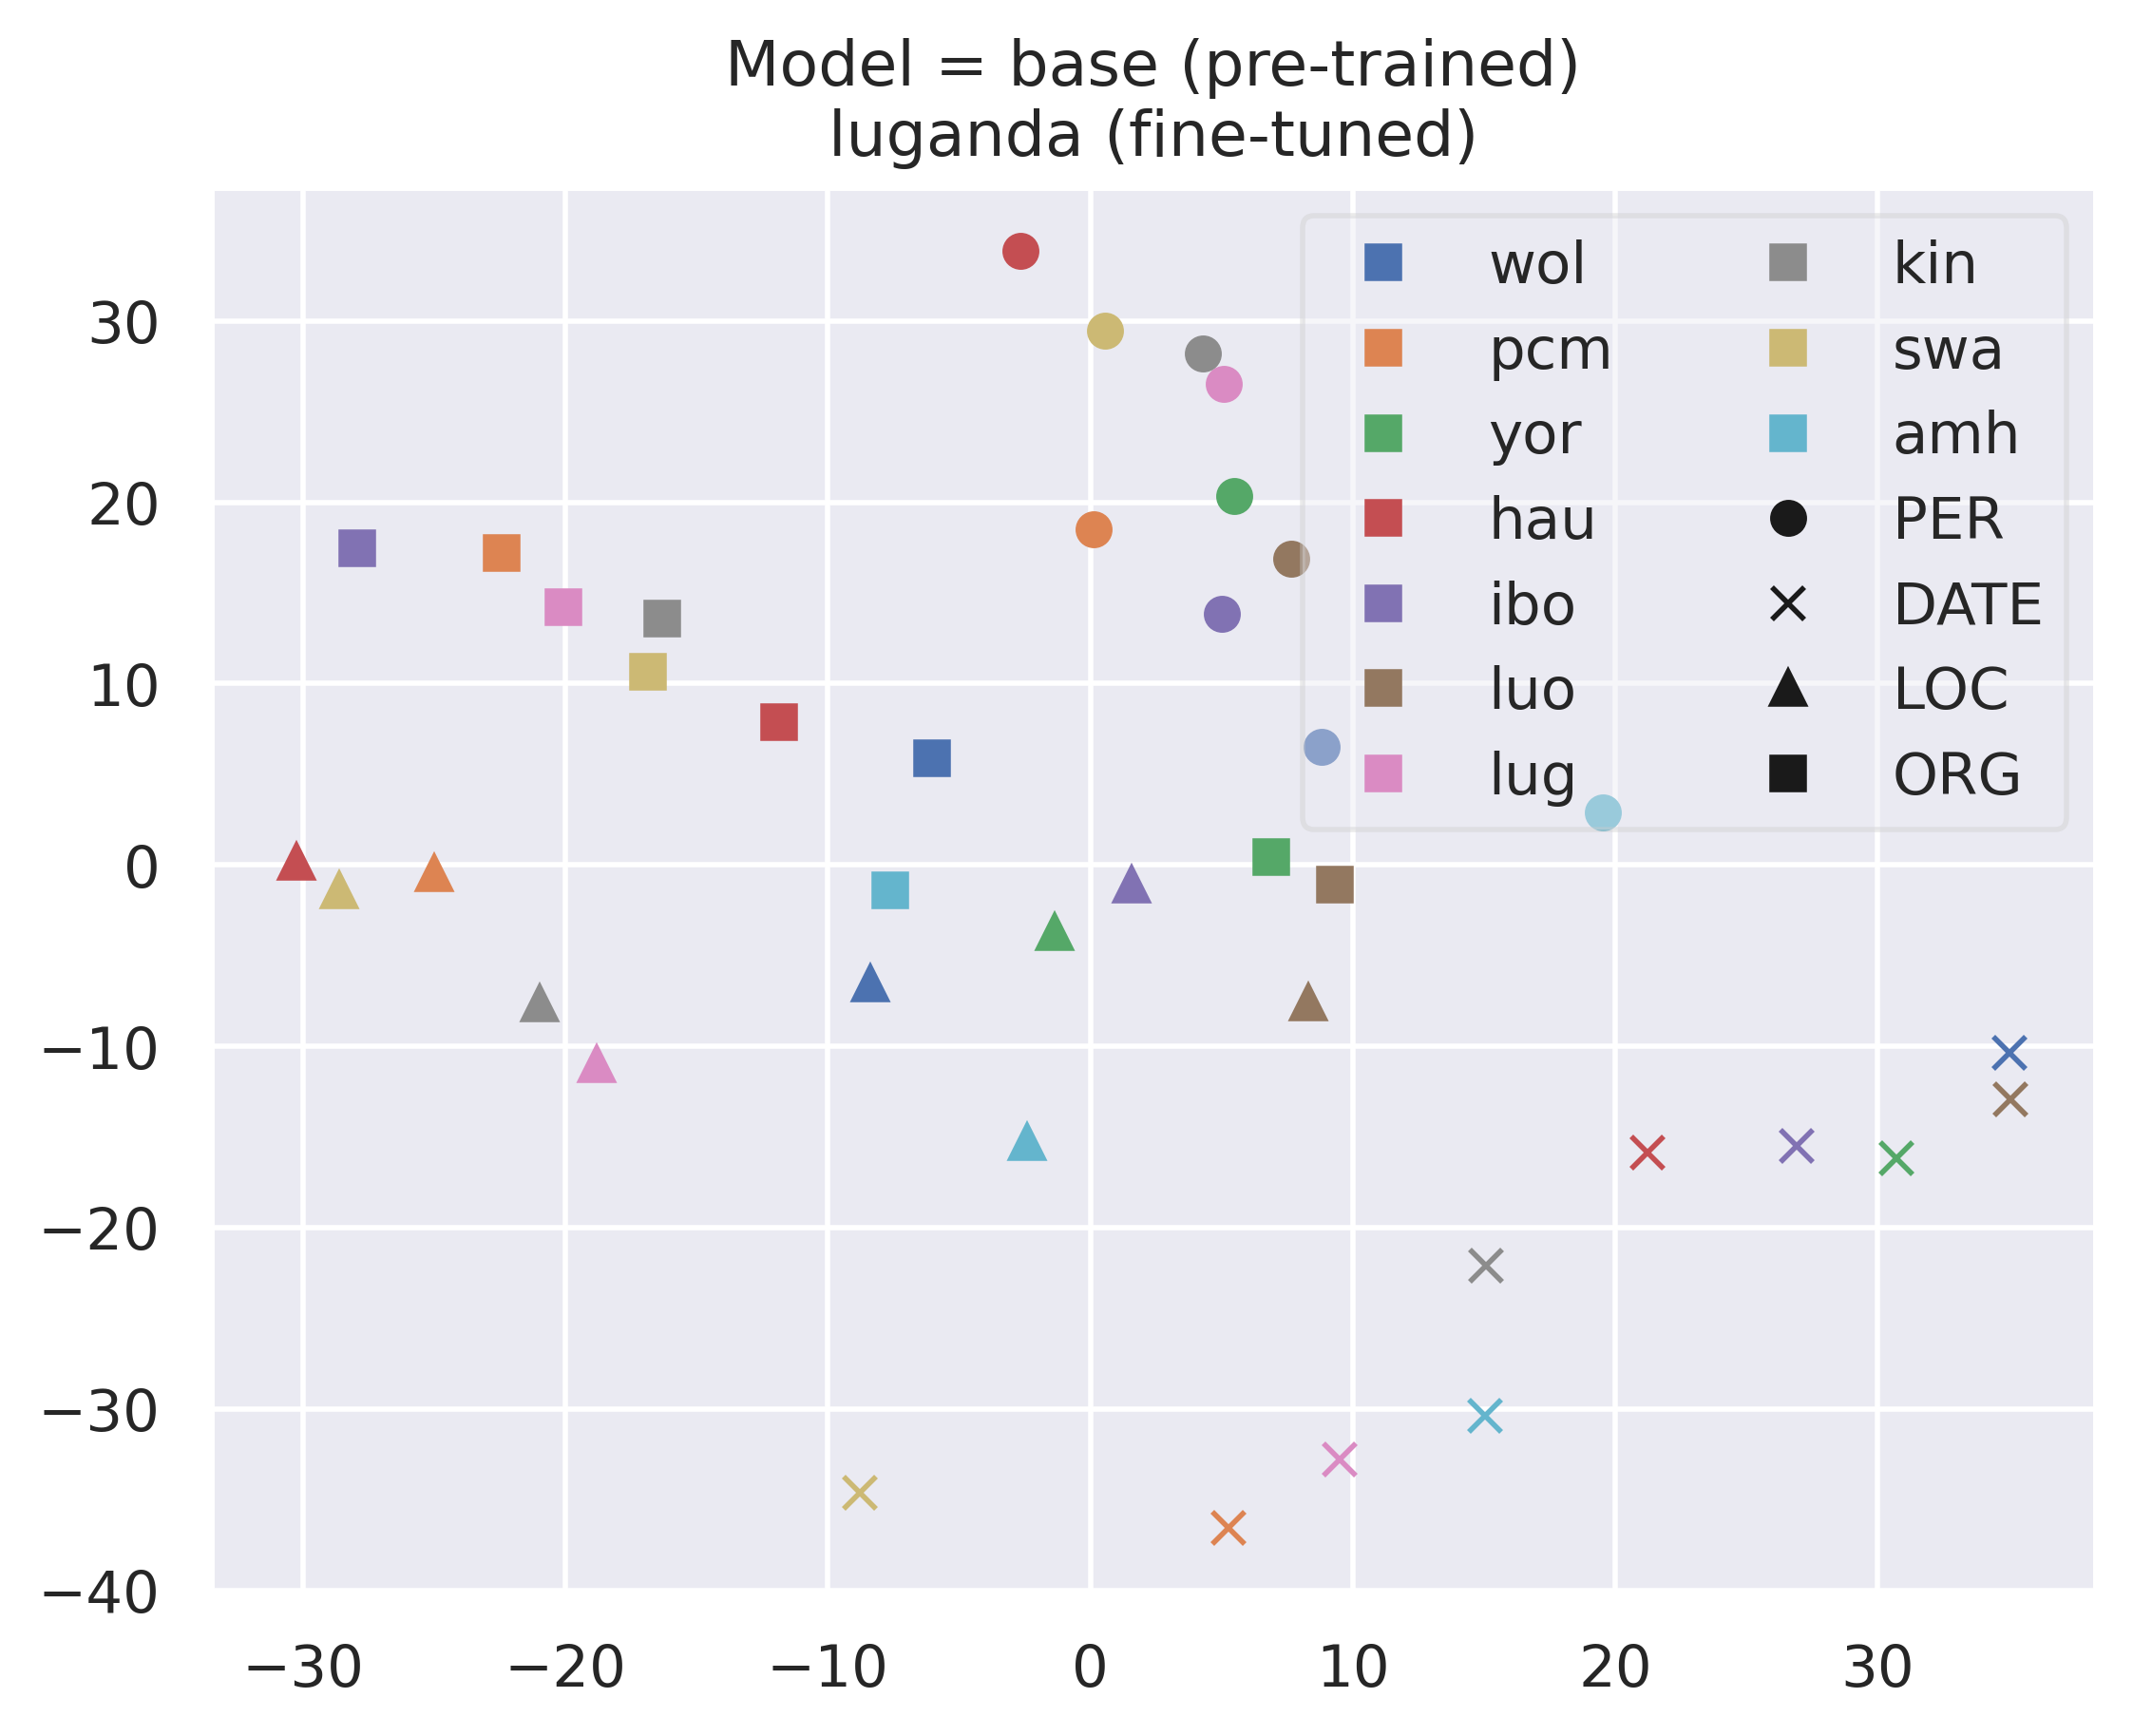 Model = base (pre-trained)
luganda (fine-tuned)
wol
pcm
yor
hau
ibo
luo
lug
kin
swa
amh
PER
DATE
LOC
ORG
30
20
10
0
−10
−20
−30
−40
−30
−20
−10
0
10
20
30